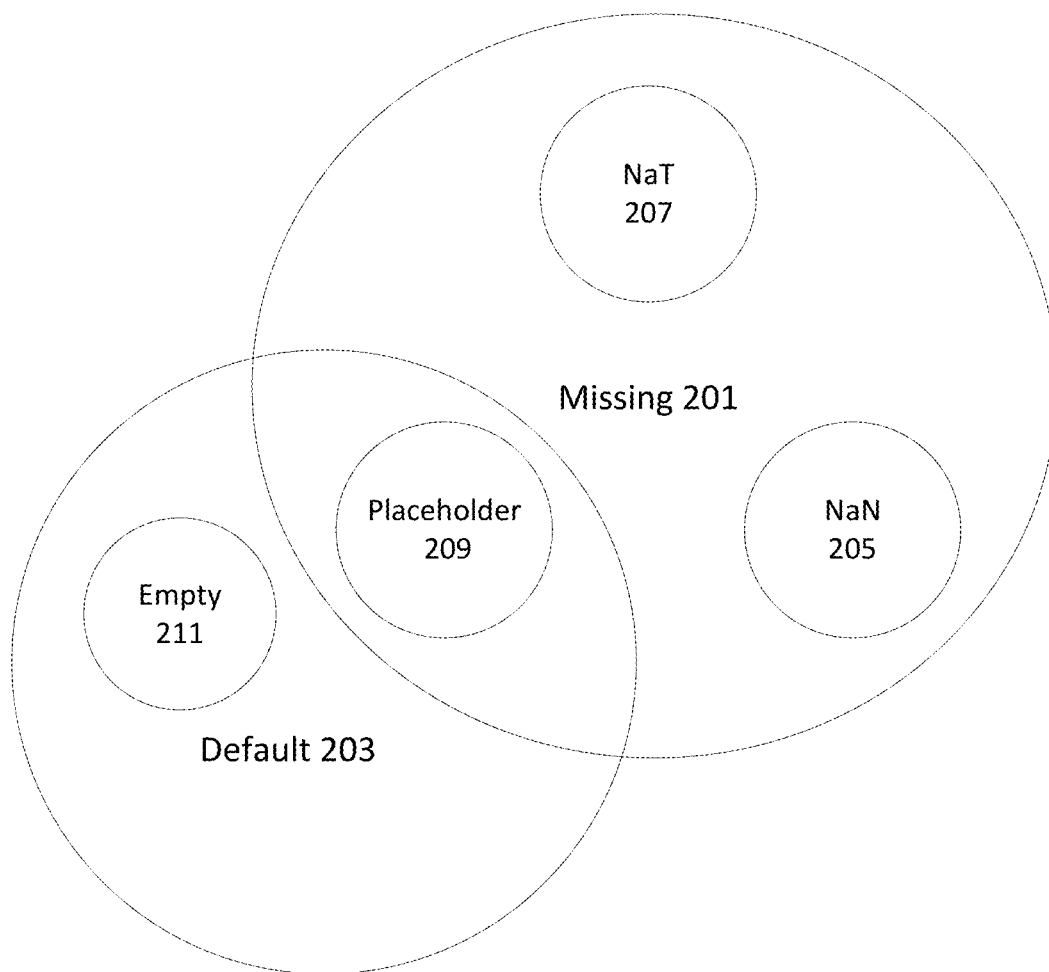 NaT
207
Missing 201
Placeholder
209
NaN
205
Empty
211
Default 203